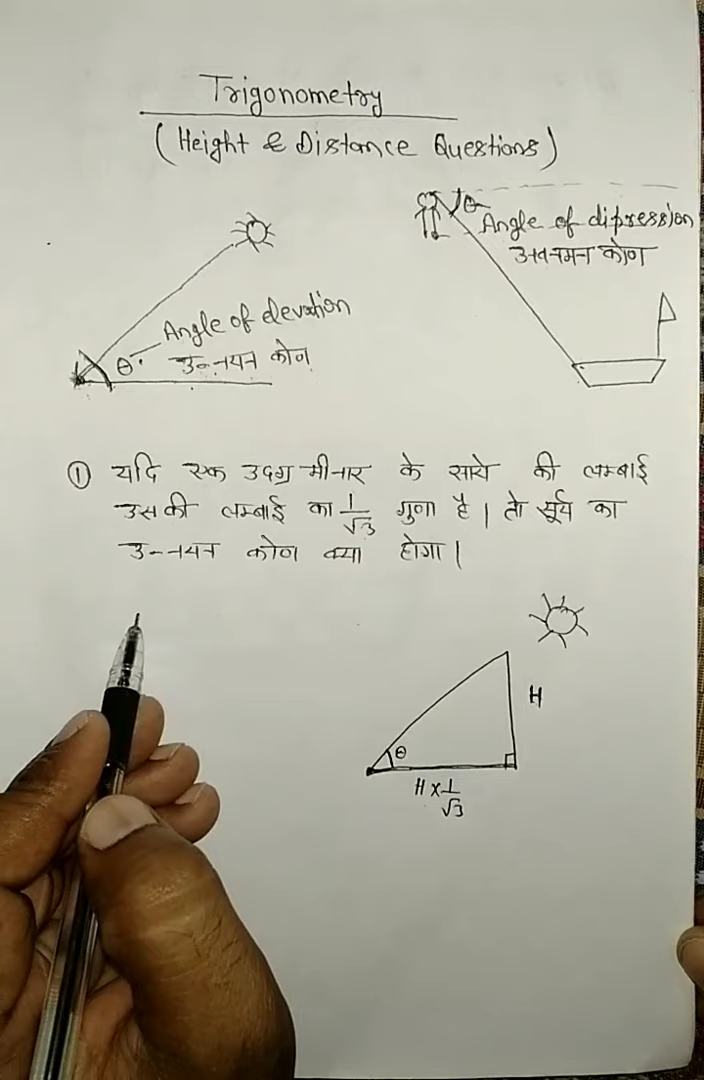 Trigonometry
(Height & Distance Questions)
θ
Angle of dipression
अवनमन कोण
Angle of elevation
θ
उन्नयन कोण
① यदि एक उदग्र मीनार के साये की लम्बाई
उसकी लम्बाई का 1/√3 गुणा है। तो सूर्य का
उन्नयन कोण क्या होगा।
H
θ
H × 1/√3